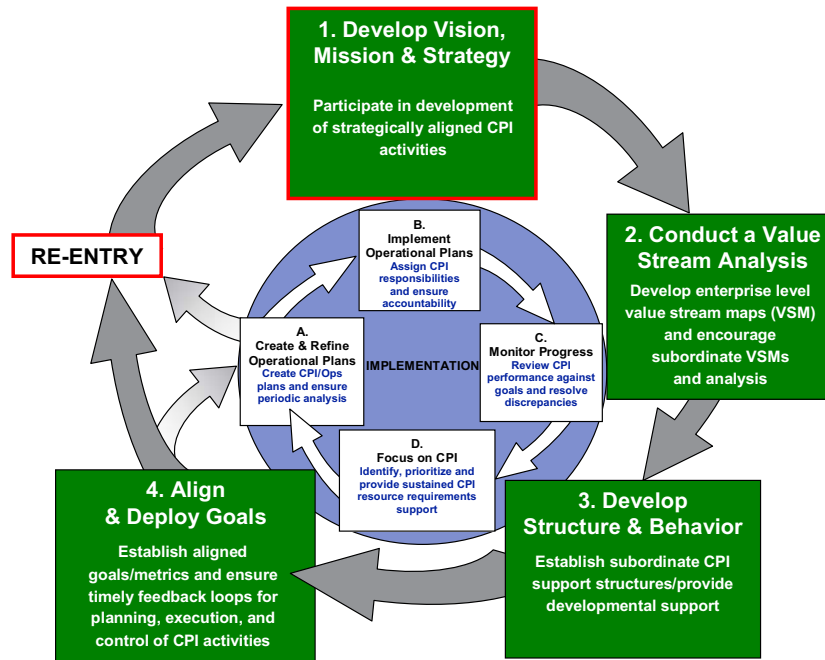 1. Develop Vision,
Mission & Strategy
Participate in development
of strategically aligned CPI
activities
RE-ENTRY
B.
Implement
Operational Plans
Assign CPI
responsibilities
and ensure
accountability
2. Conduct a Value
Stream Analysis
Develop enterprise level
value stream maps (VSM)
and encourage
subordinate VSMs
and analysis
A.
Create & Refine
Operational Plans
Create CPI/Ops
plans and ensure
periodic analysis
IMPLEMENTATION
C.
Monitor Progress
Review CPI
performance against
goals and resolve
discrepancies
D.
Focus on CPI
Identify, prioritize and
provide sustained CPI
resource requirements
support
4. Align
& Deploy Goals
Establish aligned
goals/metrics and ensure
timely feedback loops for
planning, execution, and
control of CPI activities
3. Develop
Structure & Behavior
Establish subordinate CPI
support structures/provide
developmental support